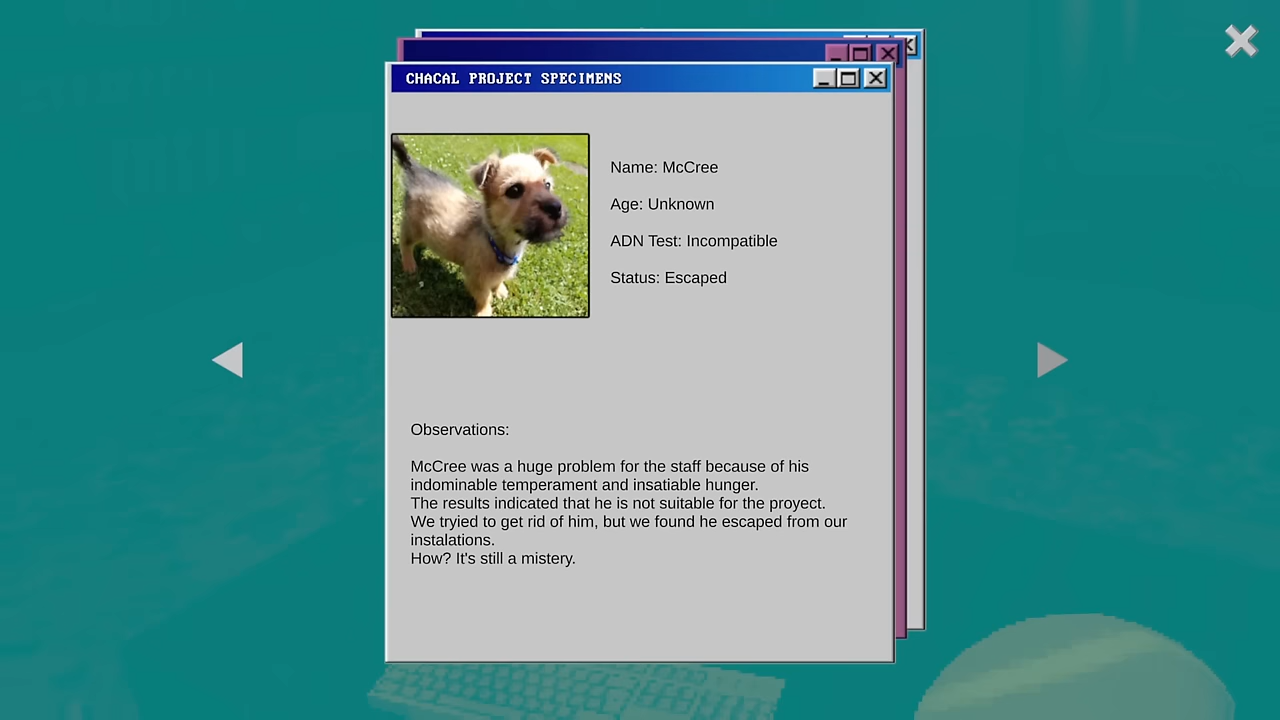 CHACAL PROJECT SPECIMENS
Name: McCree
Age: Unknown
ADN Test: Incompatible
Status: Escaped
Observations:
McCree was a huge problem for the staff because of his
indominable temperament and insatiable hunger.
The results indicated that he is not suitable for the proyect.
We tryied to get rid of him, but we found he escaped from our
instalations.
How? It's still a mistery.